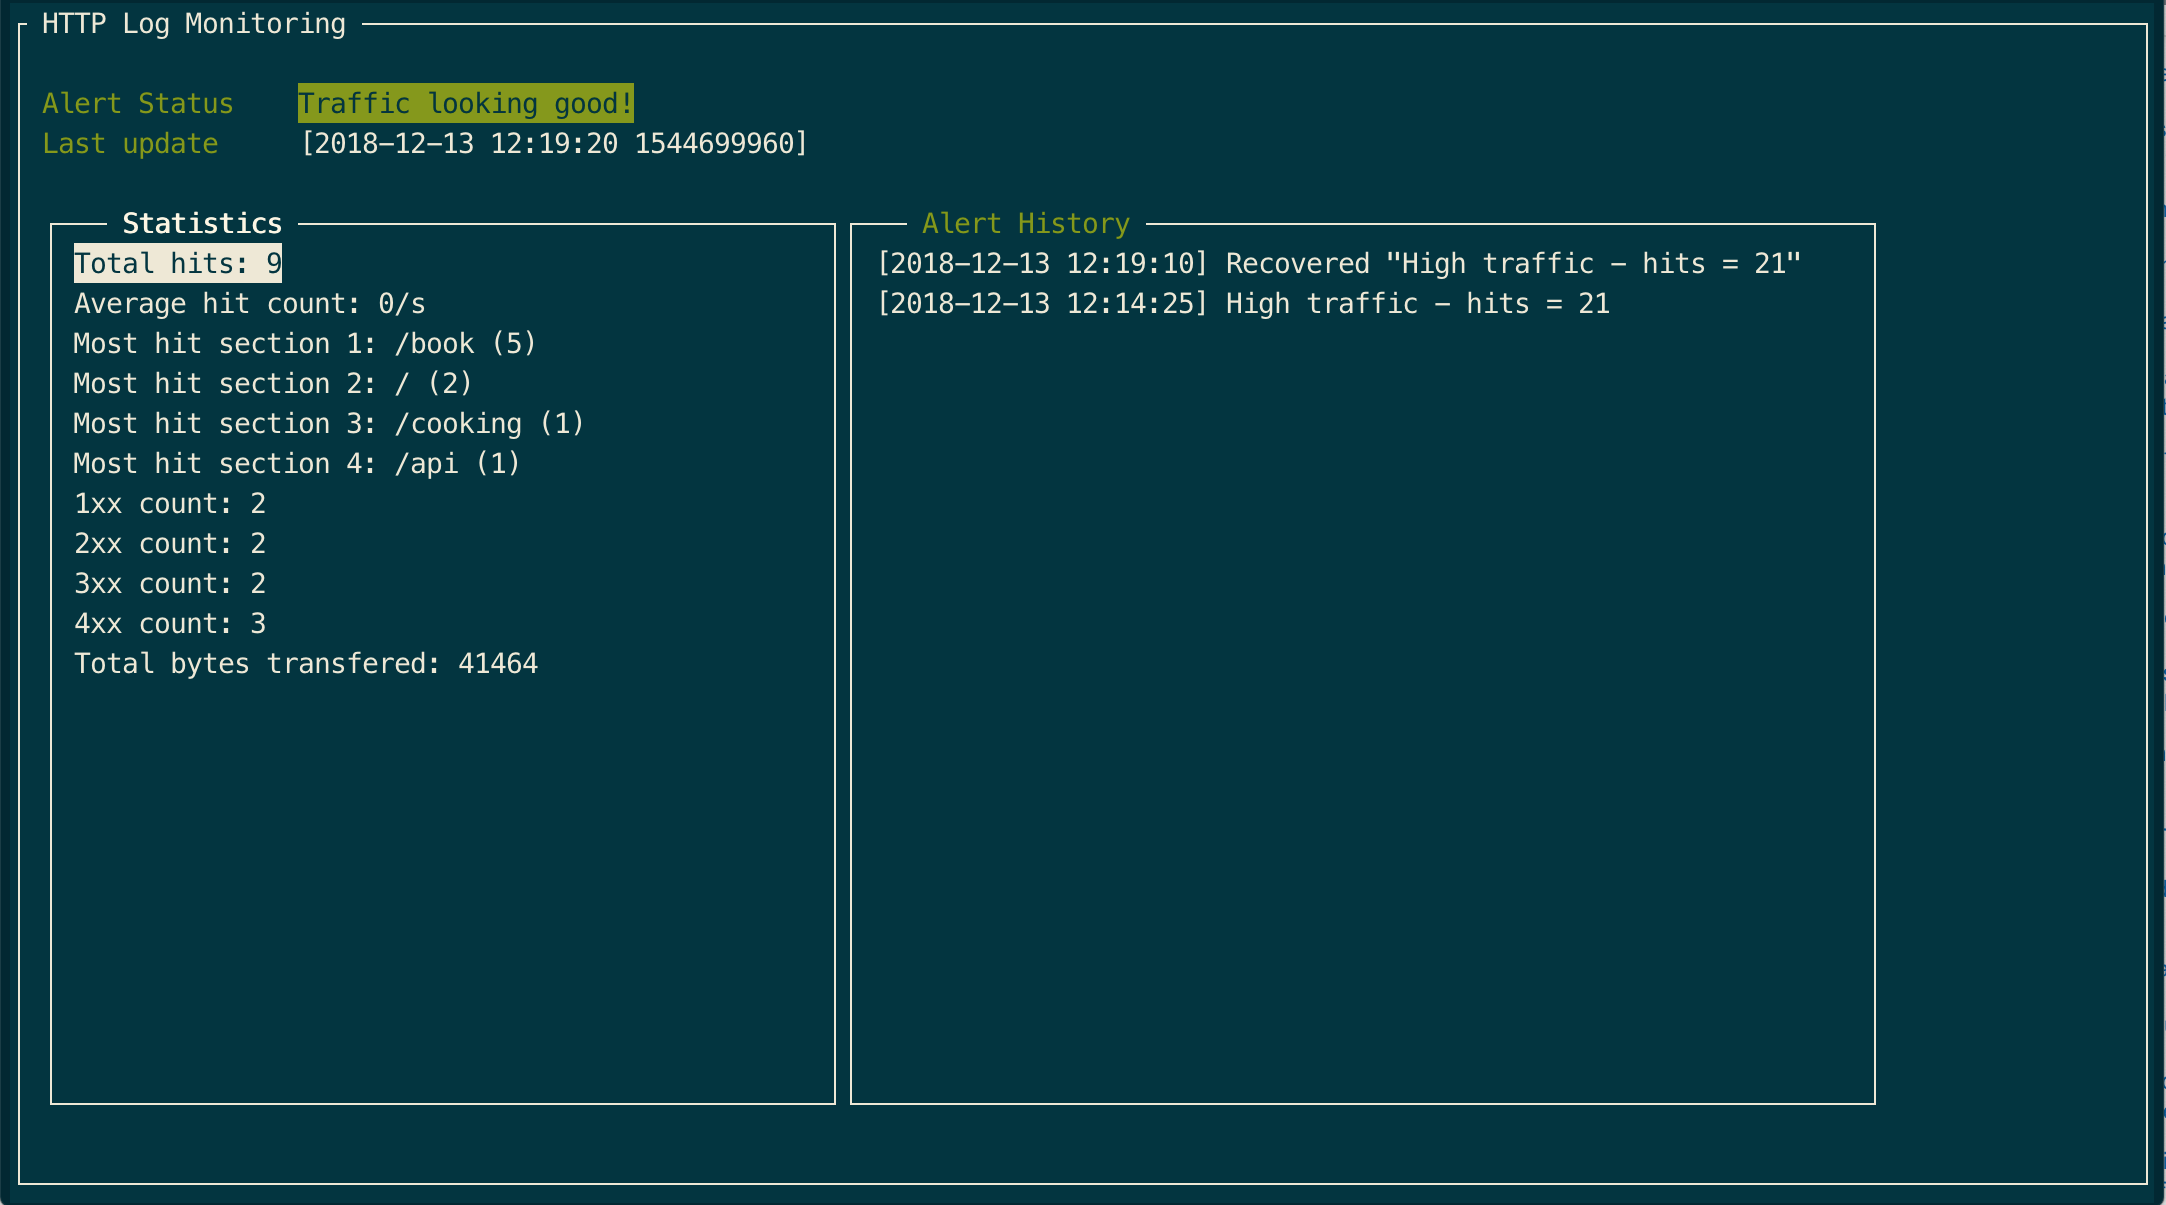 HTTP Log Monitoring
Alert Status Traffic looking good!
Last update [2018-12-13 12:19:20 1544699960]
Statistics
Total hits: 9
Average hit count: 0/s
Most hit section 1: /book (5)
Most hit section 2: / (2)
Most hit section 3: /cooking (1)
Most hit section 4: /api (1)
1xx count: 2
2xx count: 2
3xx count: 2
4xx count: 3
Total bytes transfered: 41464
Alert History
[2018-12-13 12:19:10] Recovered "High traffic - hits = 21"
[2018-12-13 12:14:25] High traffic - hits = 21